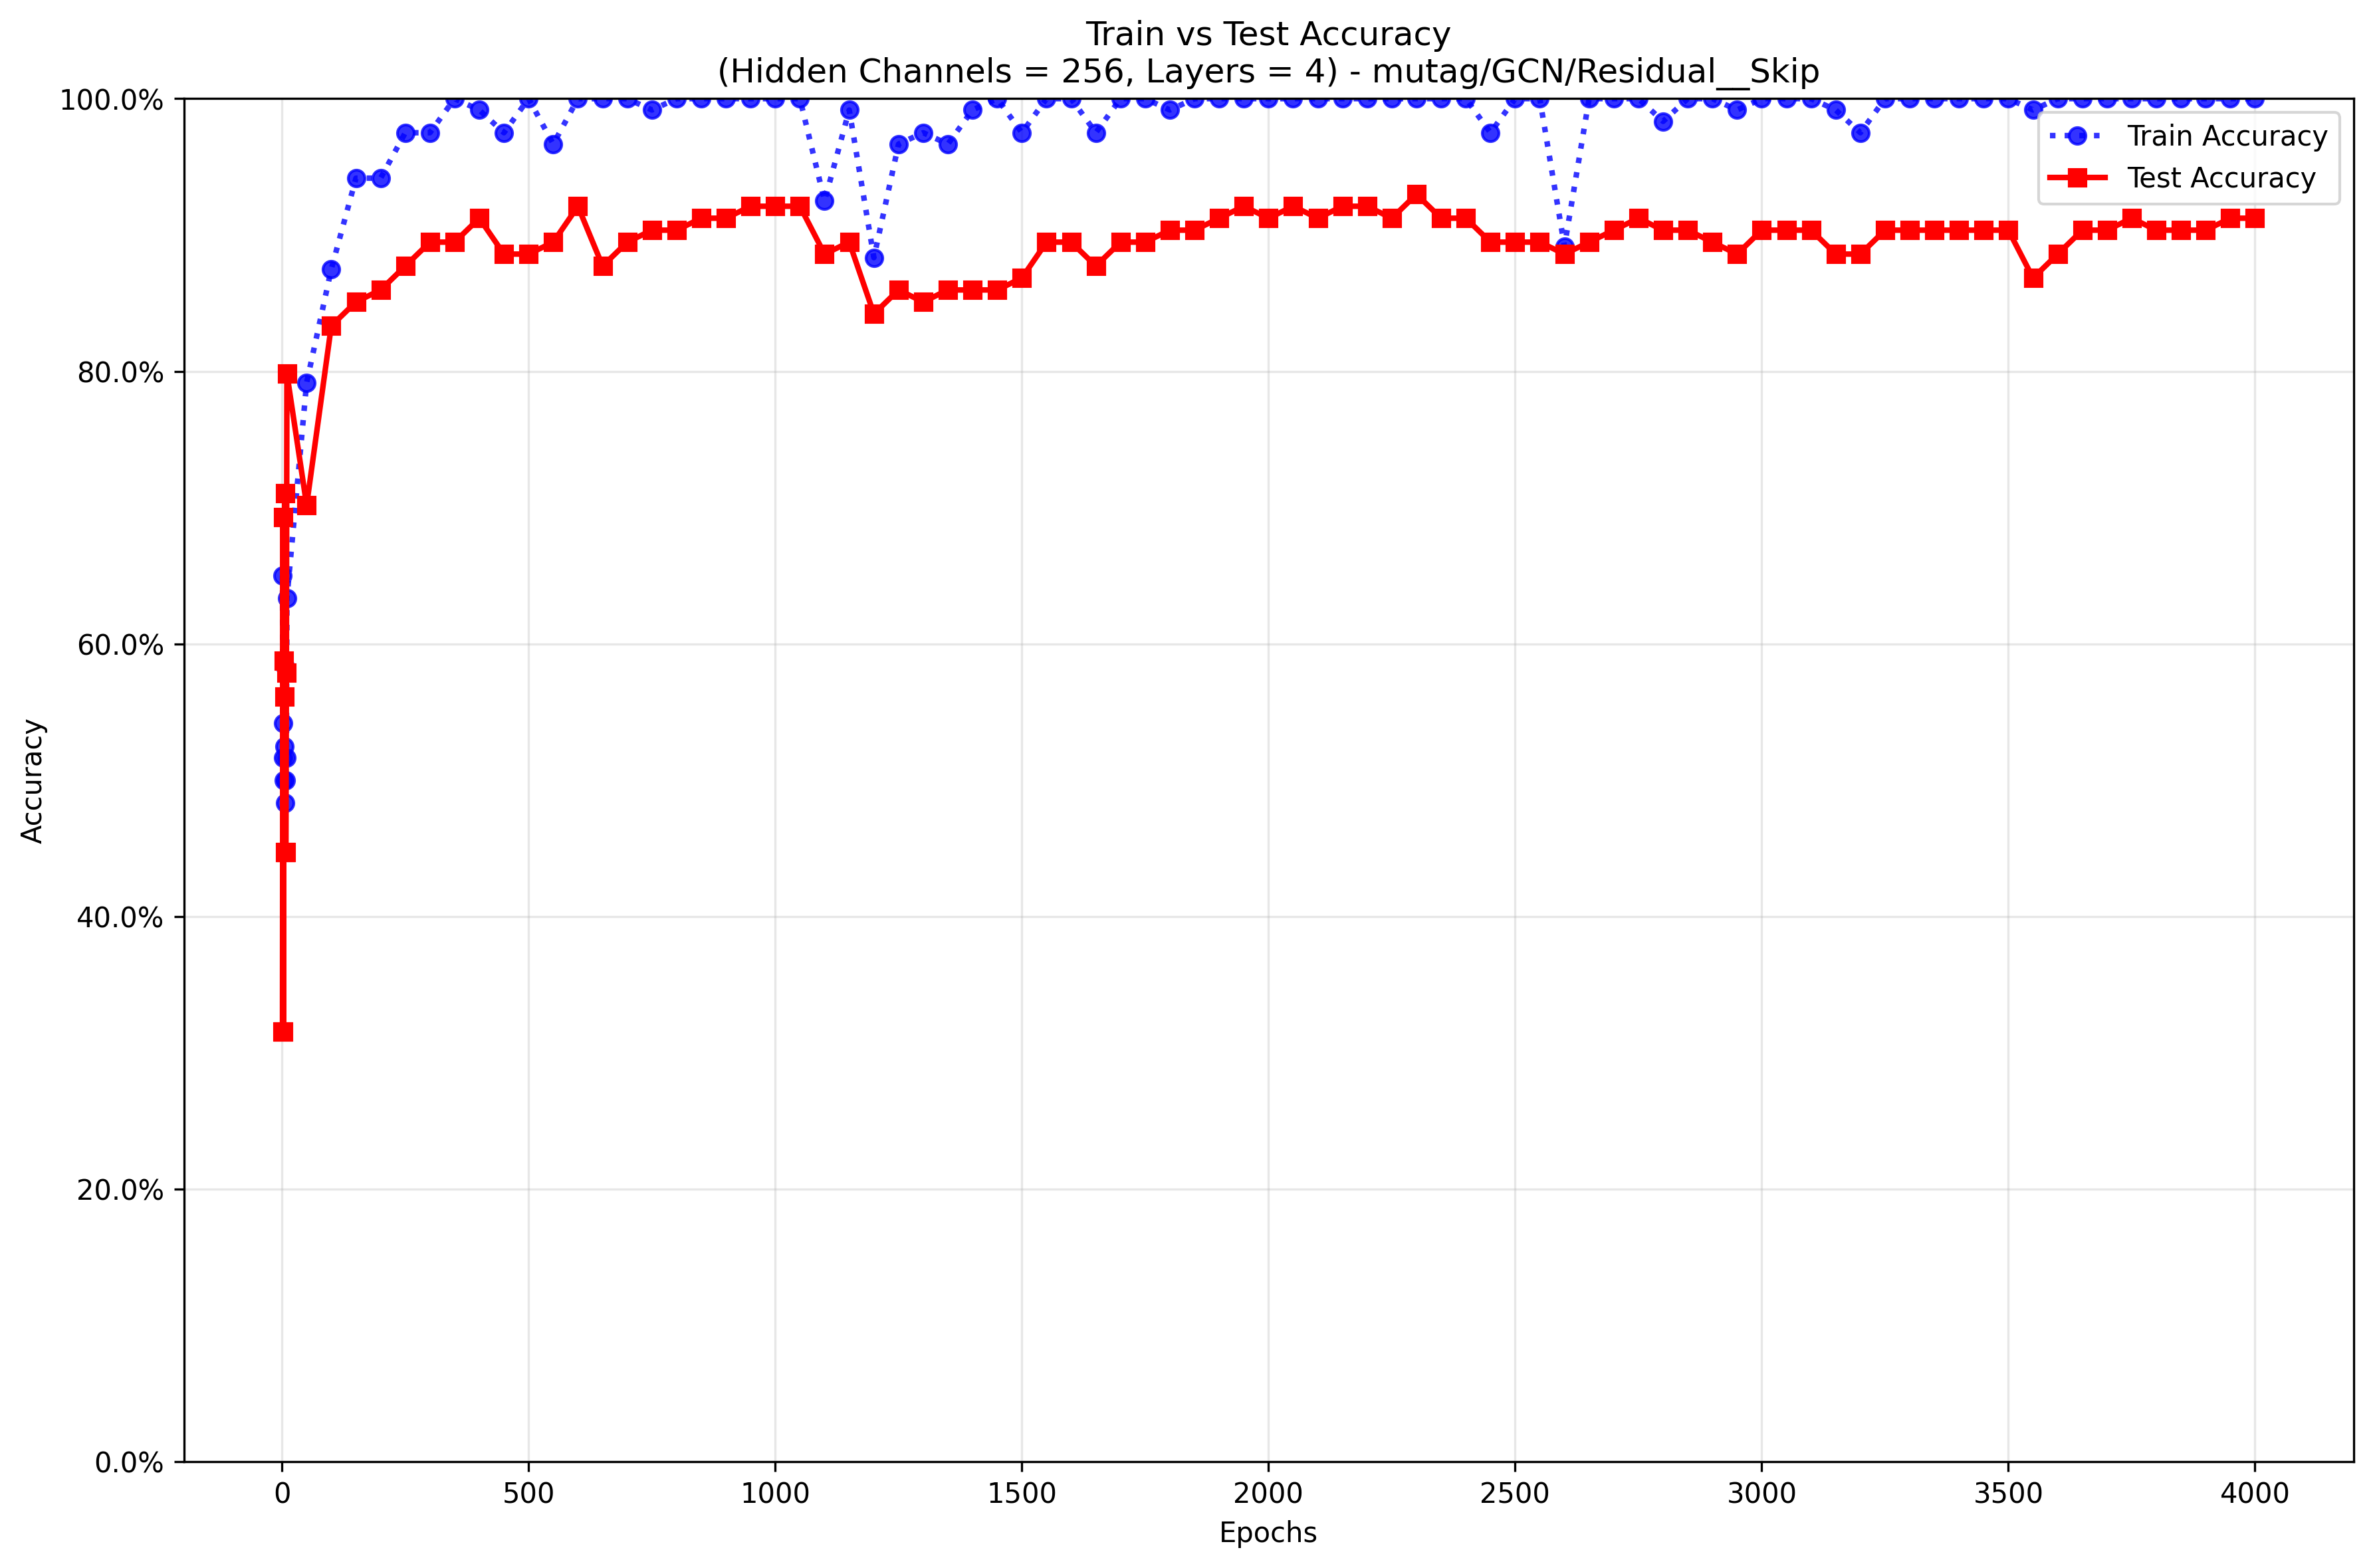 Train vs Test Accuracy
(Hidden Channels = 256, Layers = 4) - mutag/GCN/Residual__Skip
100.0%
80.0%
60.0%
40.0%
20.0%
0.0%
Accuracy
Train Accuracy
Test Accuracy
0
500
1000
1500
2000
2500
3000
3500
4000
Epochs